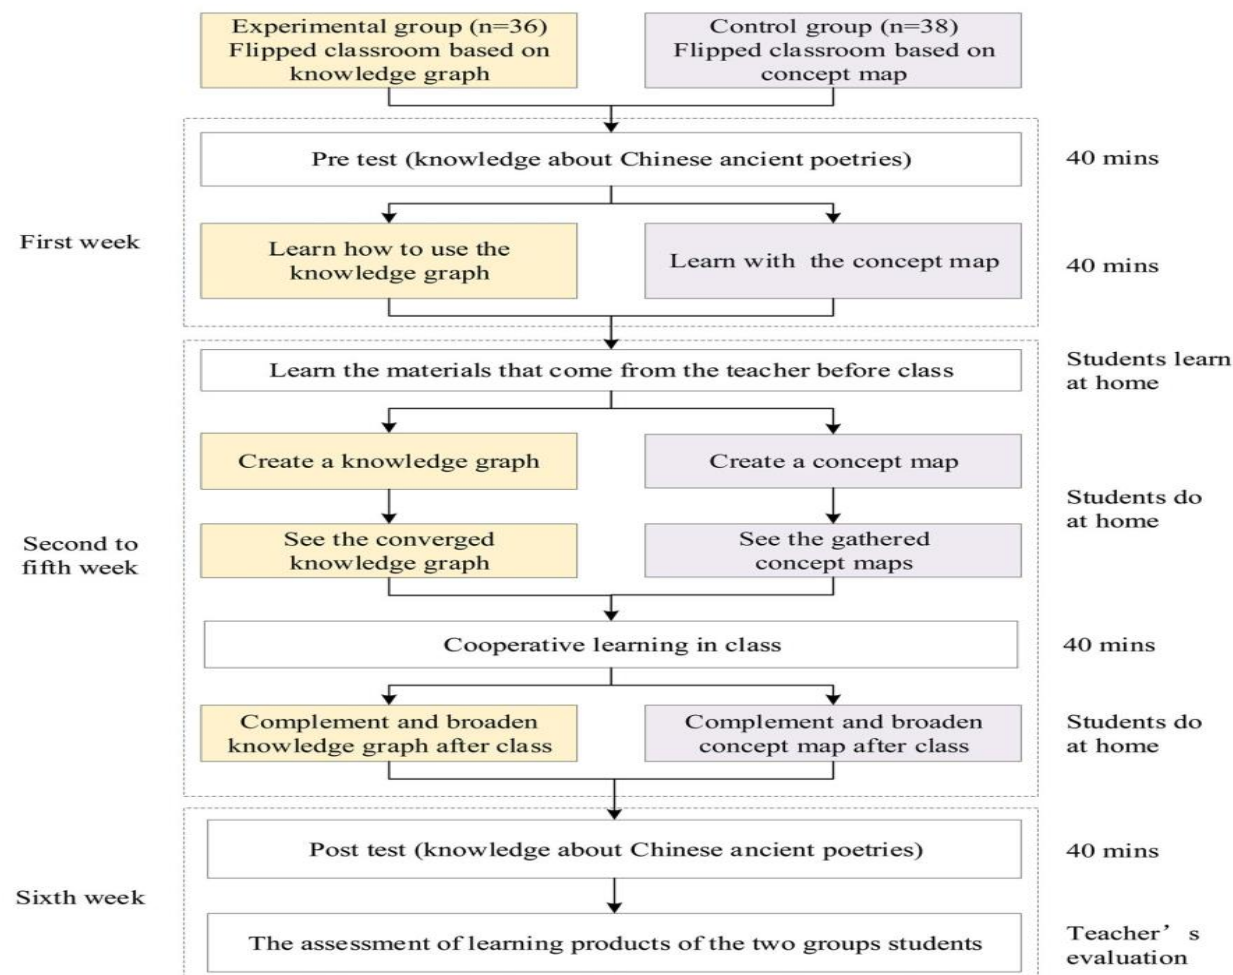 Experimental group (n=36)
Flipped classroom based on
knowledge graph
Control group (n=38)
Flipped classroom based on
concept map
Pre test (knowledge about Chinese ancient poetries)
40 mins
First week
Learn how to use the
knowledge graph
Learn with the concept map
40 mins
Learn the materials that come from the teacher before class
Students learn
at home
Create a knowledge graph
Create a concept map
Students do
at home
Second to
fifth week
See the converged
knowledge graph
See the gathered
concept maps
Cooperative learning in class
40 mins
Complement and broaden
knowledge graph after class
Complement and broaden
concept map after class
Students do
at home
Post test (knowledge about Chinese ancient poetries)
40 mins
Sixth week
The assessment of learning products of the two groups students
Teacher’s
evaluation